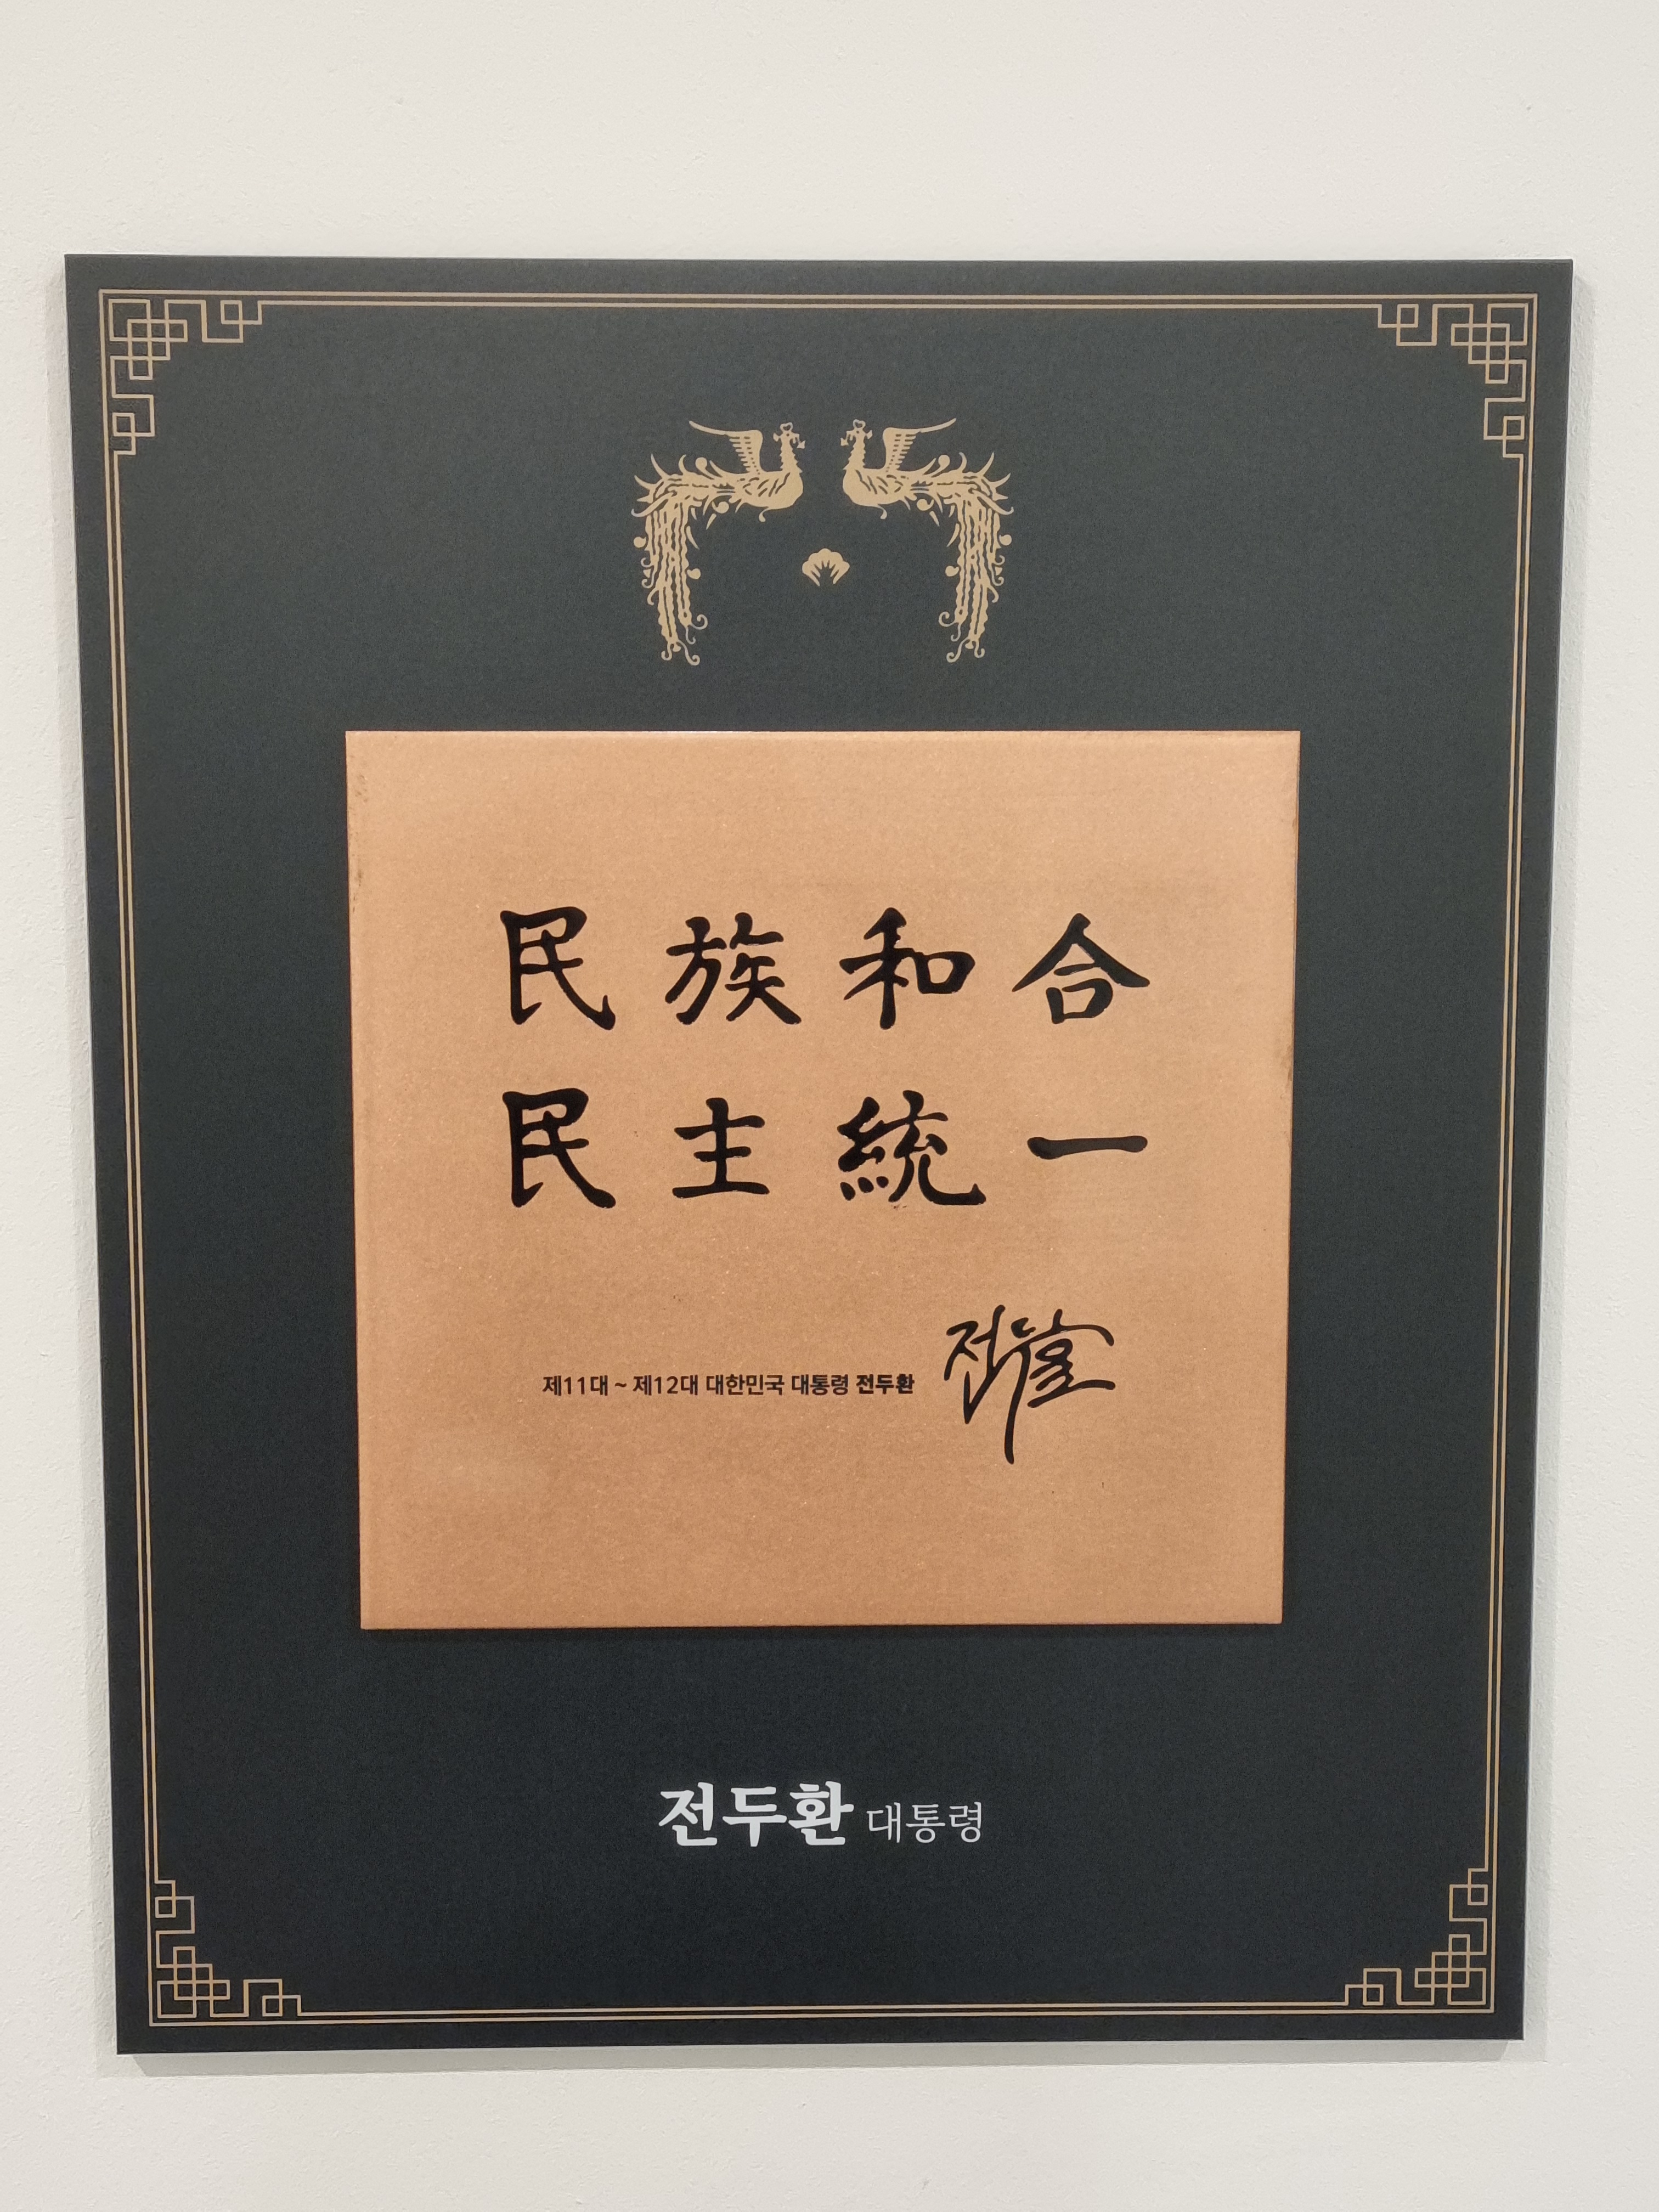 民族和合
民主統一
제11대 ~ 제12대 대한민국 대통령 전두환
전두환 대통령